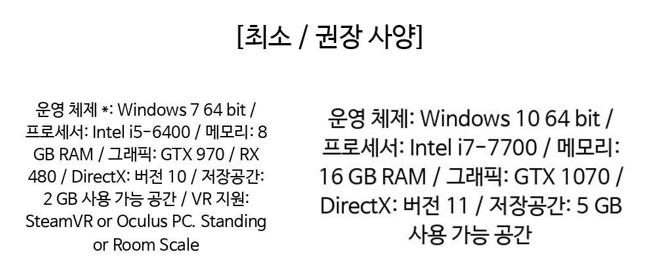 [최소 / 권장 사양]
운영 체제 *: Windows 7 64 bit /
프로세서: Intel i5-6400 / 메모리: 8
GB RAM / 그래픽: GTX 970 / RX
480 / DirectX: 버전 10 / 저장공간:
2 GB 사용 가능 공간 / VR 지원:
SteamVR or Oculus PC. Standing
or Room Scale
운영 체제: Windows 10 64 bit /
프로세서: Intel i7-7700 / 메모리:
16 GB RAM / 그래픽: GTX 1070 /
DirectX: 버전 11 / 저장공간: 5 GB
사용 가능 공간